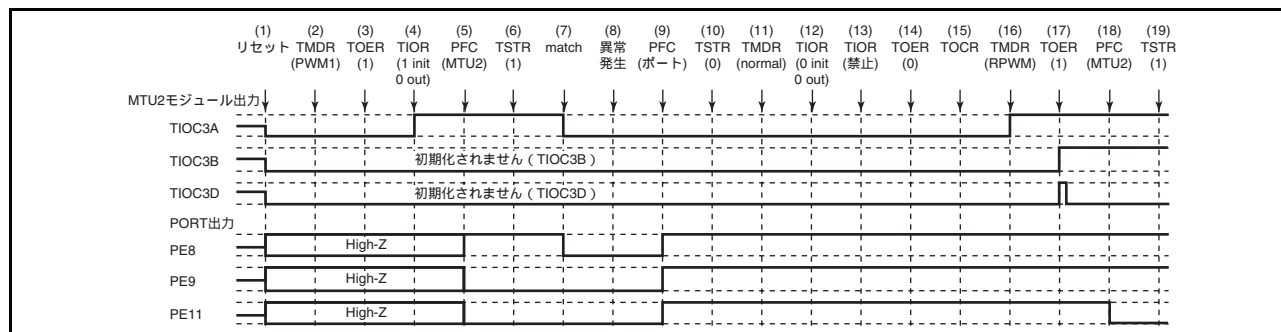 (1) (2) (3) (4) (5) (6) (7) (8) (9) (10) (11) (12) (13) (14) (15) (16) (17) (18) (19)
リセット TMDR TOER TIOR PFC TSTR match 異常 PFC TSTR TMDR TIOR TIOR TOER TOCR TMDR TOER PFC TSTR
(PWM1) (1) (1 init (MTU2) (1) 発生 (ポート) (0) (normal) (0 init (禁止) (0) (RPWM) (1) (MTU2) (1)
0 out) 0 out)
MTU2モジュール出力
TIOC3A
TIOC3B 初期化されません ( TIOC3B )
TIOC3D 初期化されません ( TIOC3D )
PORT出力
PE8 High-Z
PE9 High-Z
PE11 High-Z